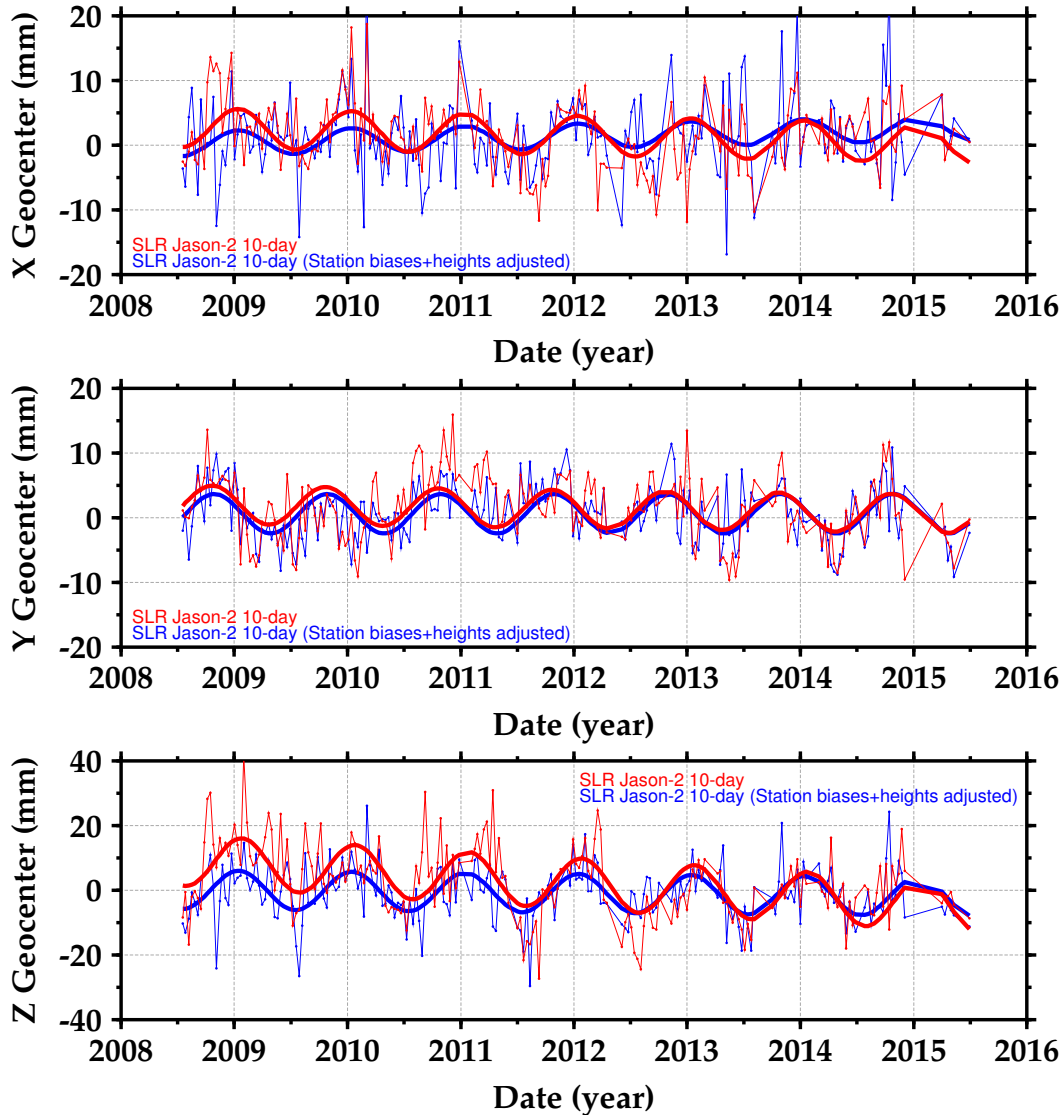 20
10
0
-10
-20
X Geocenter (mm)
SLR Jason-2 10-day
SLR Jason-2 10-day (Station biases+heights adjusted)
2008 2009 2010 2011 2012 2013 2014 2015 2016
Date (year)
20
10
0
-10
-20
Y Geocenter (mm)
SLR Jason-2 10-day
SLR Jason-2 10-day (Station biases+heights adjusted)
2008 2009 2010 2011 2012 2013 2014 2015 2016
Date (year)
40
20
0
-20
-40
Z Geocenter (mm)
SLR Jason-2 10-day
SLR Jason-2 10-day (Station biases+heights adjusted)
2008 2009 2010 2011 2012 2013 2014 2015 2016
Date (year)